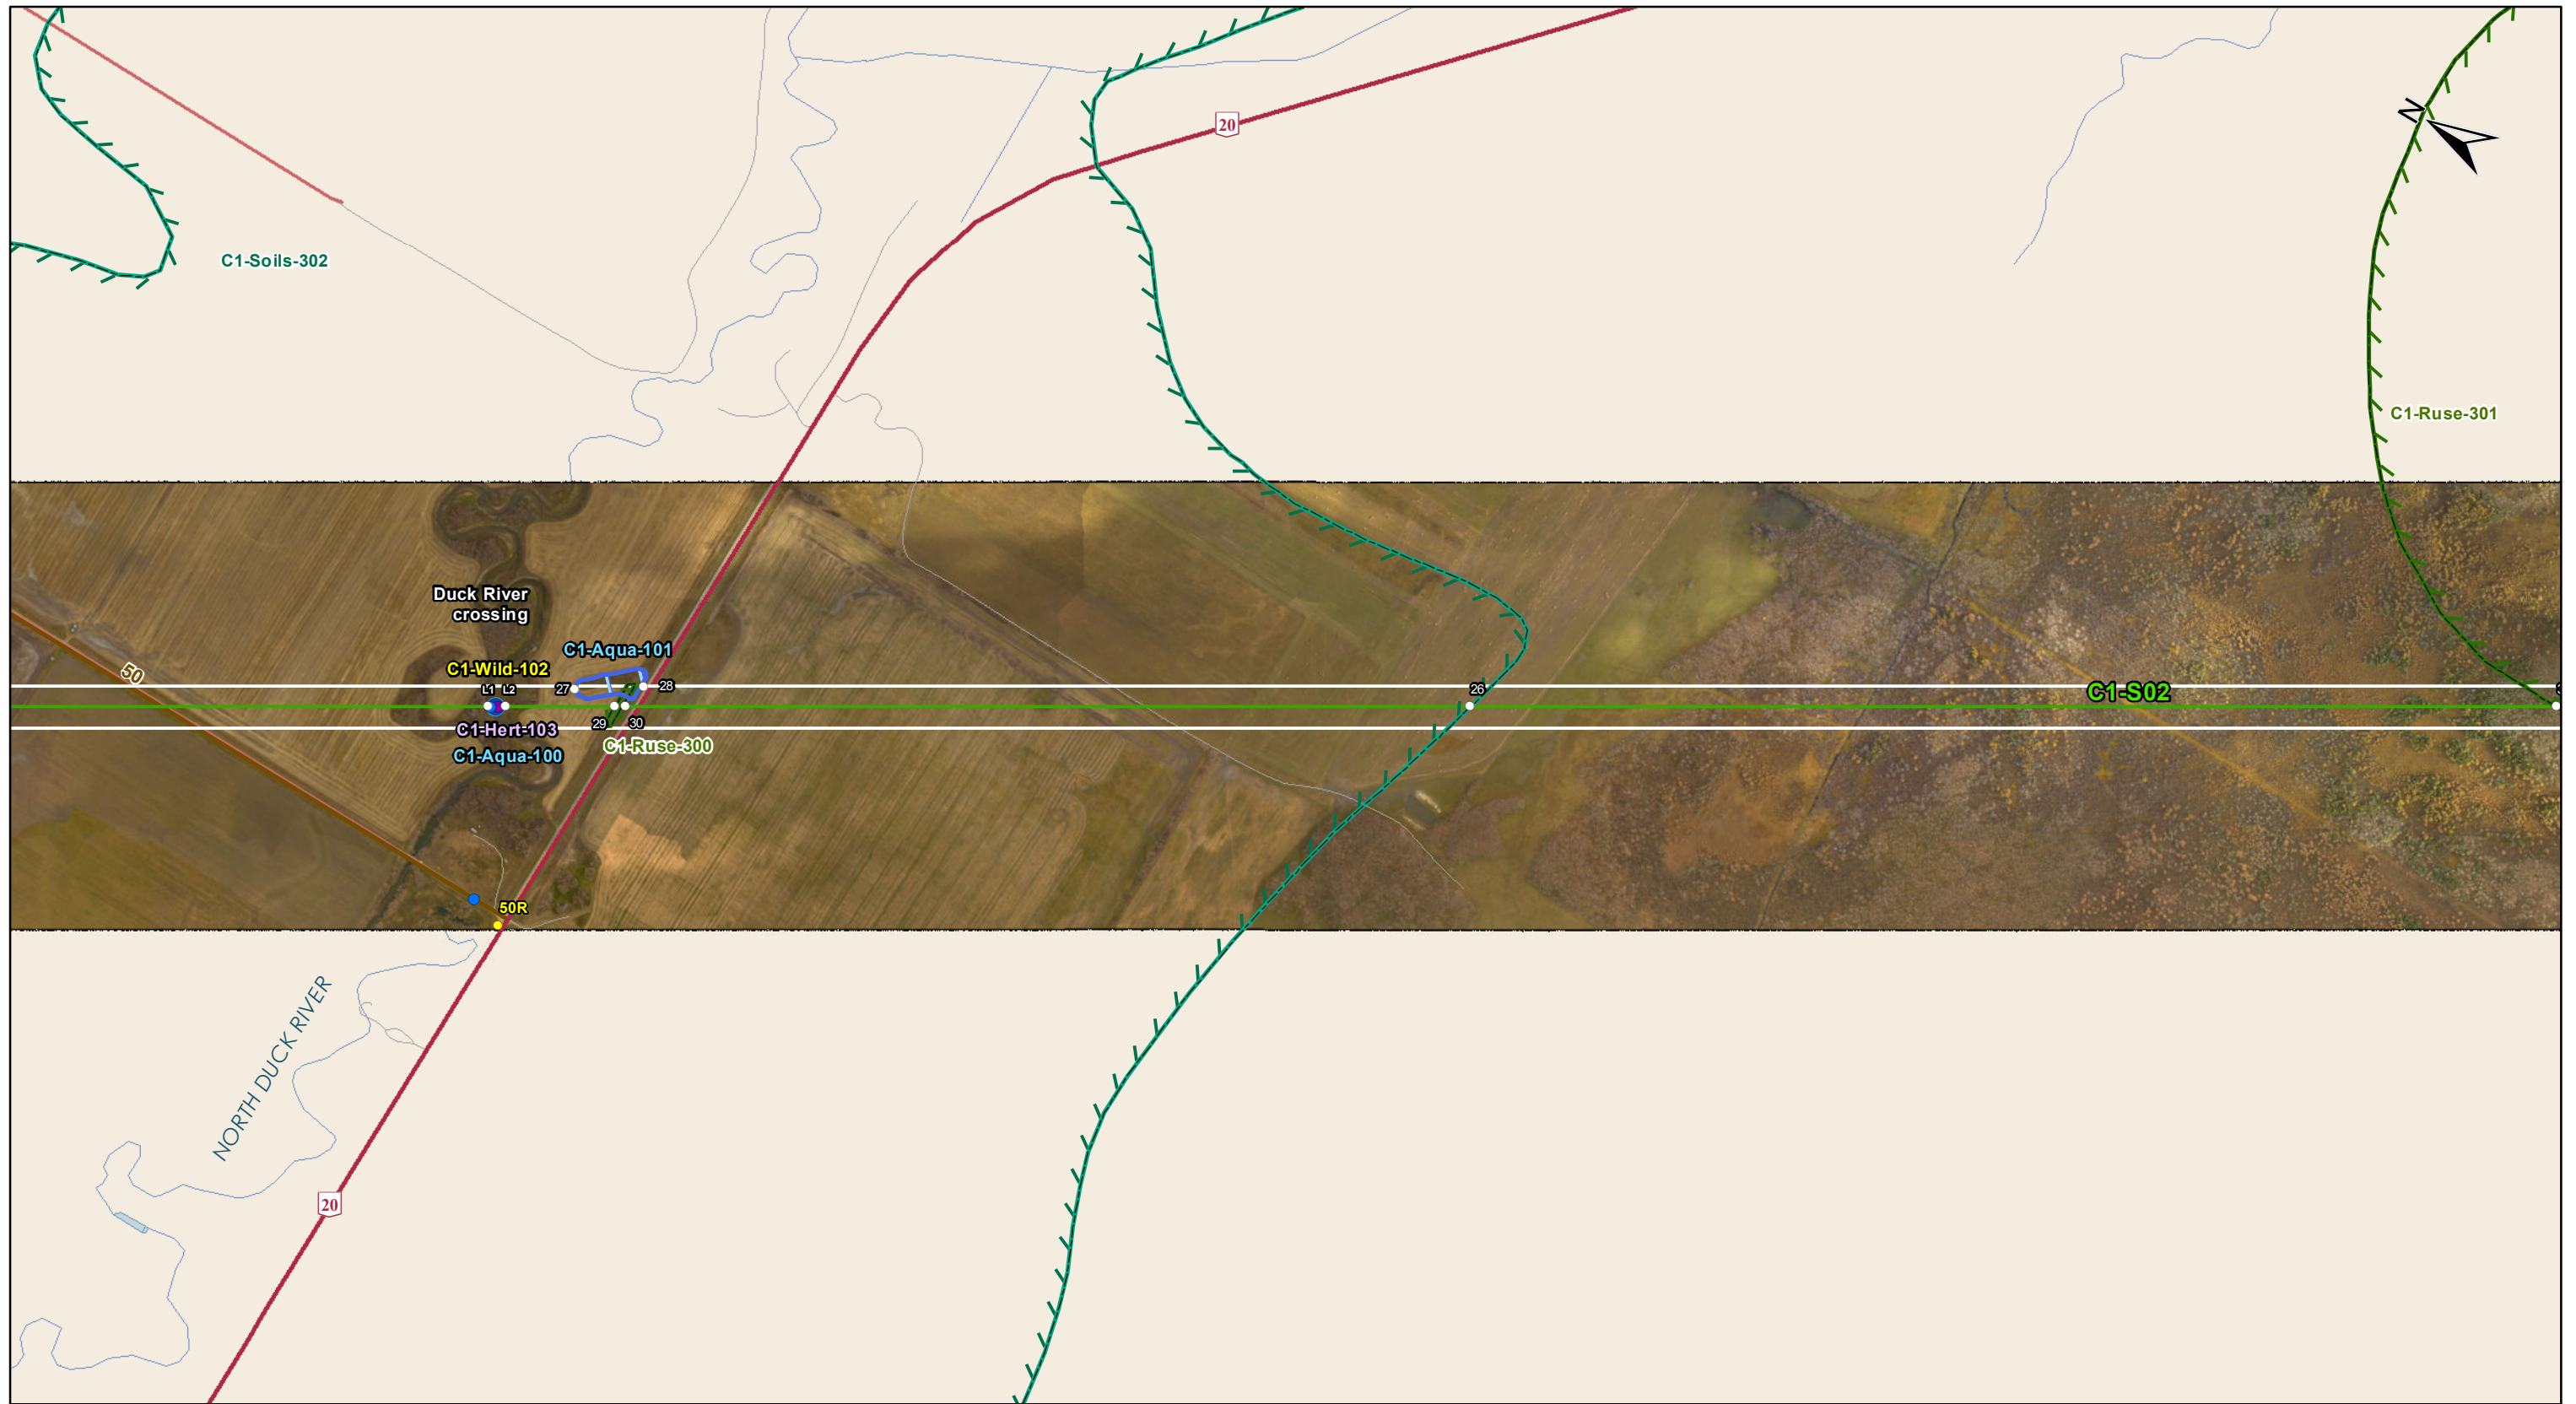 20
N
C1-Soils-302
C1-Ruse-301
Duck River
crossing
C1-Aqua-101
C1-Wild-102
50
L1 L2
27
28
26
C1-S02
29
30
C1-Hert-103
C1-Ruse-300
C1-Aqua-100
50R
NORTH DUCK RIVER
20